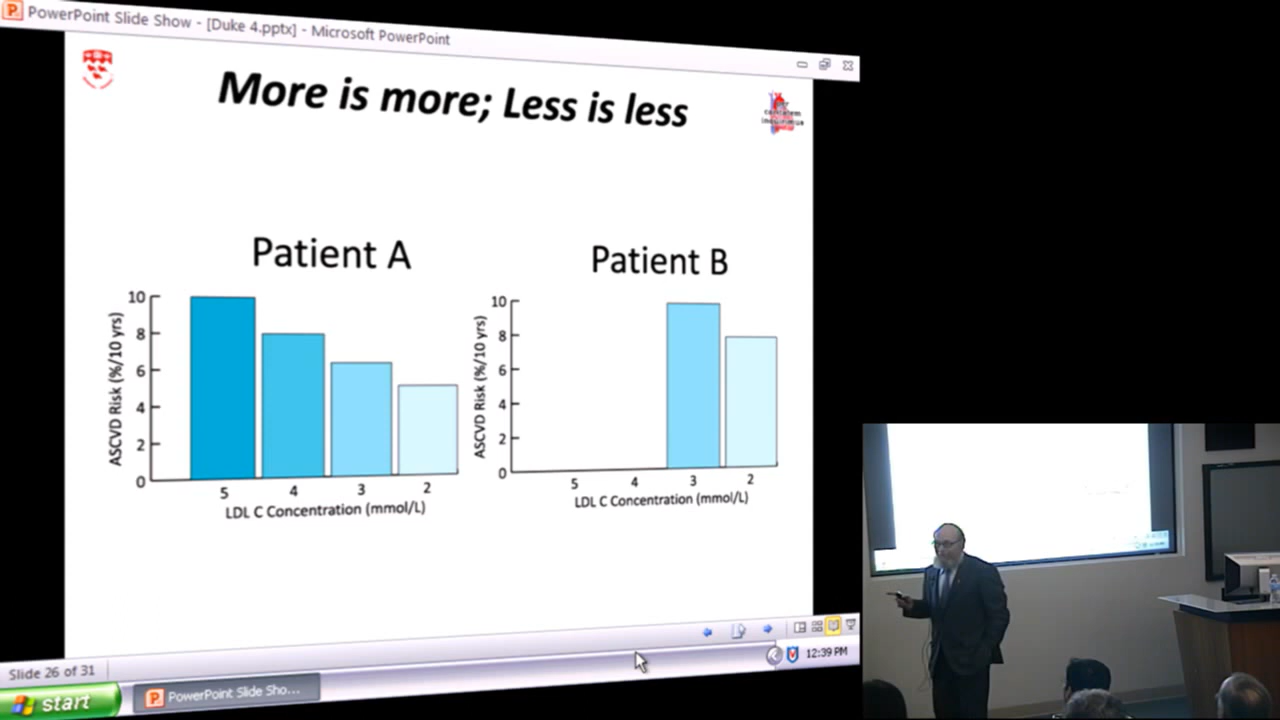 PowerPoint Slide Show - [Duke 4.pptx] - Microsoft PowerPoint
More is more; Less is less
Patient A
Patient B
ASCVD Risk (%/10 yrs)
10
8
6
4
2
0
5 4 3 2
LDL C Concentration (mmol/L)
ASCVD Risk (%/10 yrs)
10
8
6
4
2
0
5 4 3 2
LDL C Concentration (mmol/L)
Slide 26 of 31
start
PowerPoint Slide Sho...
12:39 PM